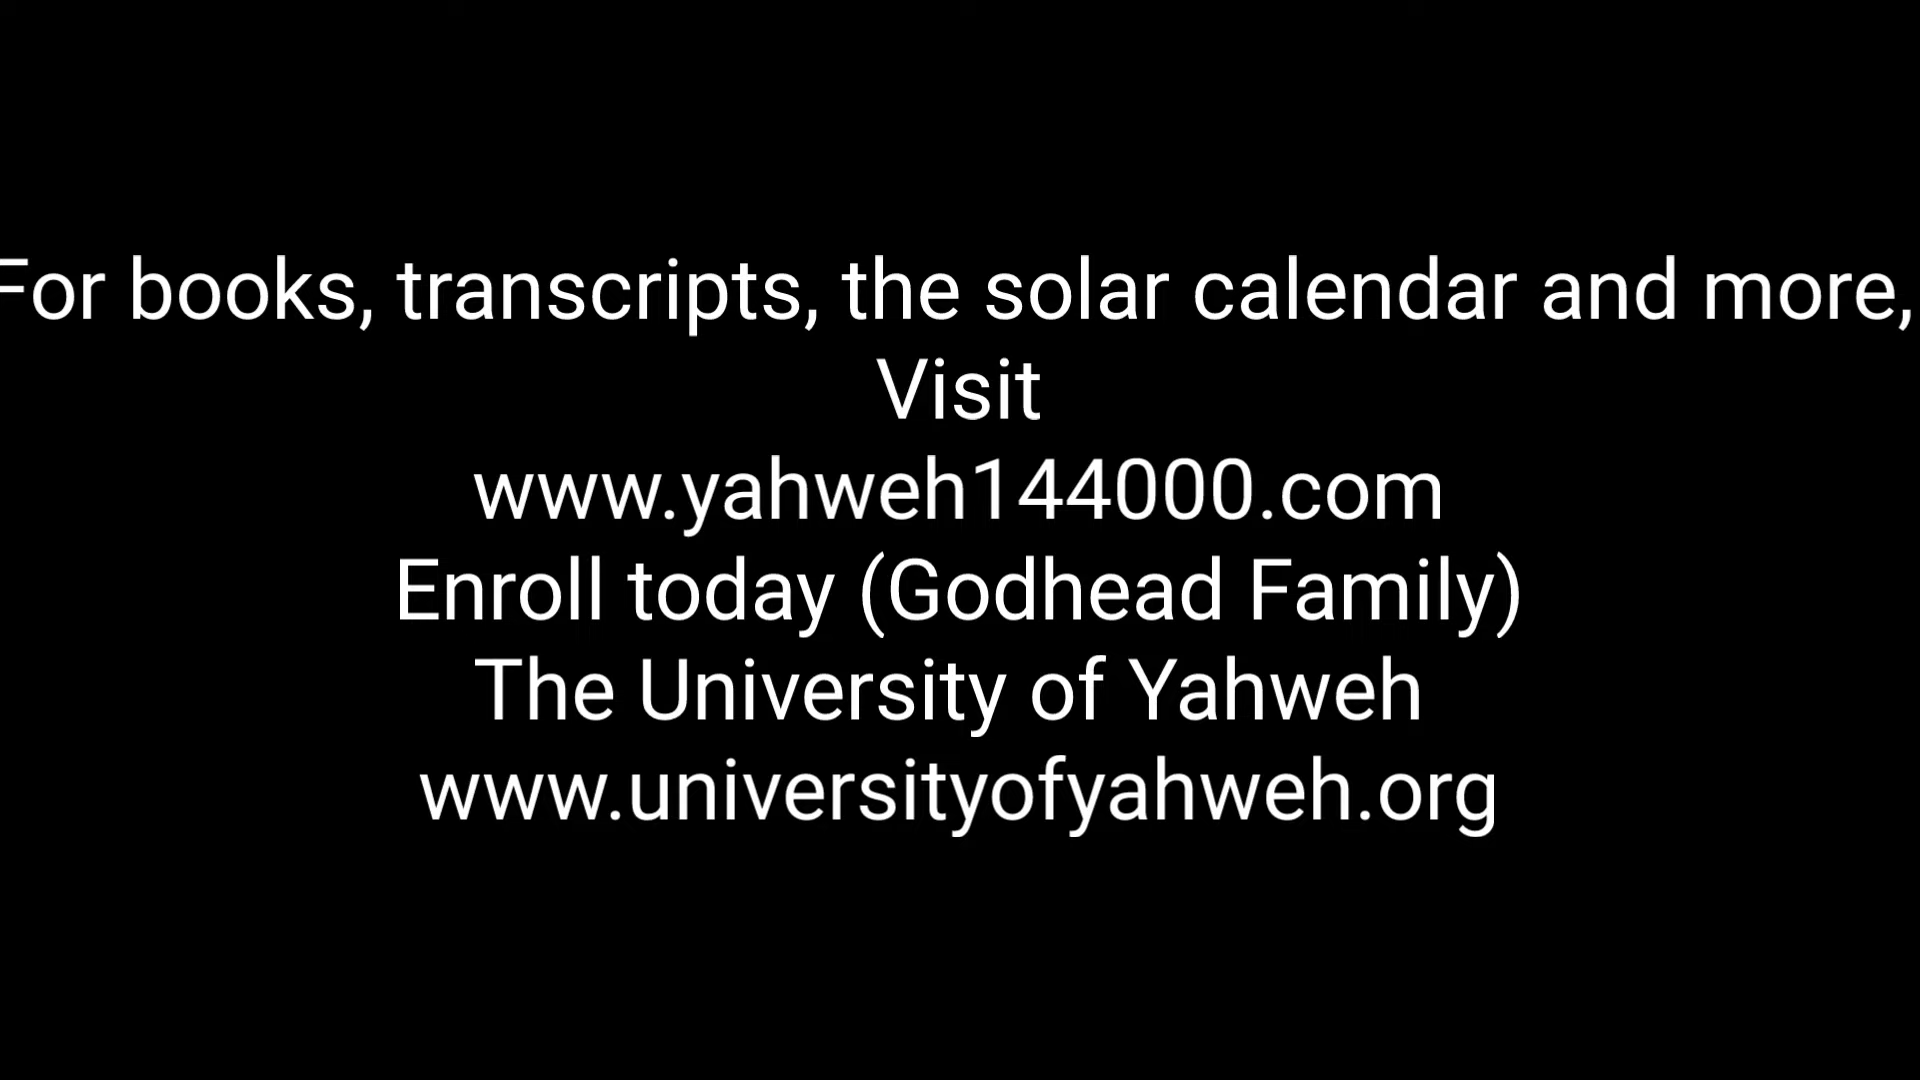 For books, transcripts, the solar calendar and more,
Visit
www.yahweh144000.com
Enroll today (Godhead Family)
The University of Yahweh
www.universityofyahweh.org